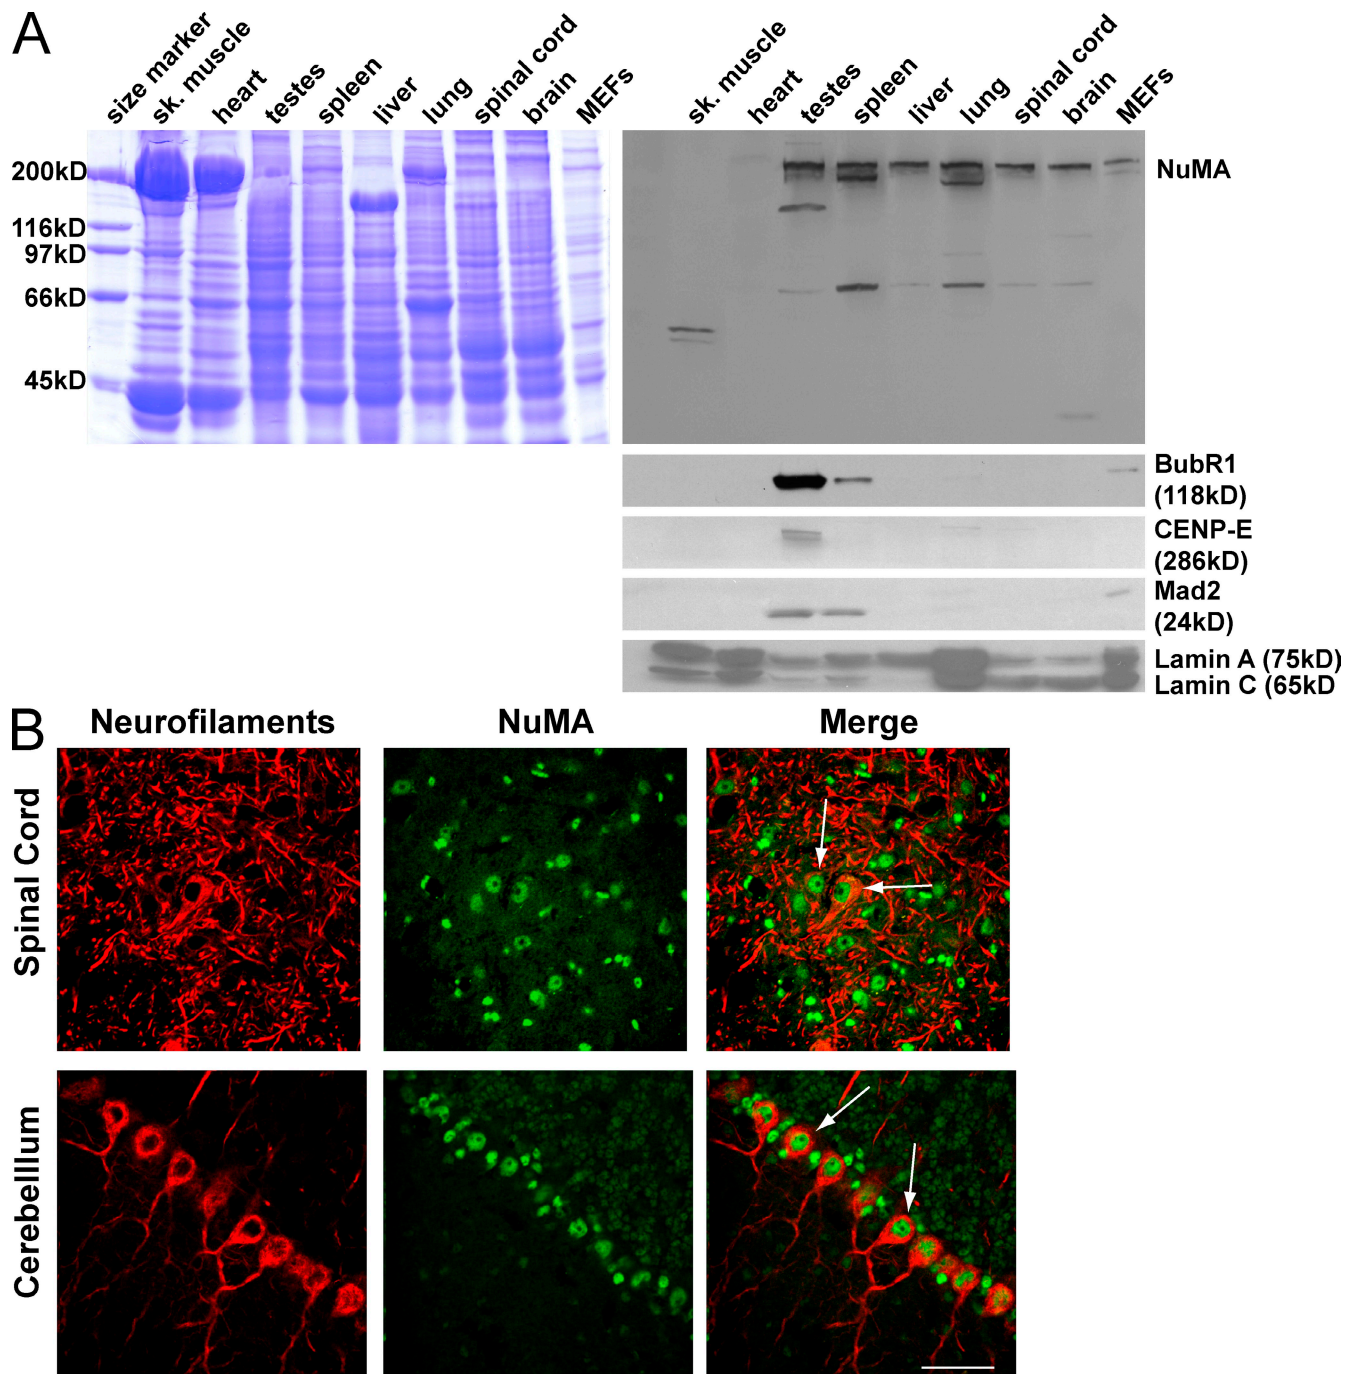 A
size marker
sk. muscle
heart
testes
spleen
liver
lung
spinal cord
brain
MEFs
sk. muscle
heart
testes
spleen
liver
lung
spinal cord
brain
MEFs
200kD
116kD
97kD
66kD
45kD
NuMA
BubR1
(118kD)
CENP-E
(286kD)
Mad2
(24kD)
Lamin A (75kD)
Lamin C (65kD
B
Neurofilaments
NuMA
Merge
Spinal Cord
Cerebellum